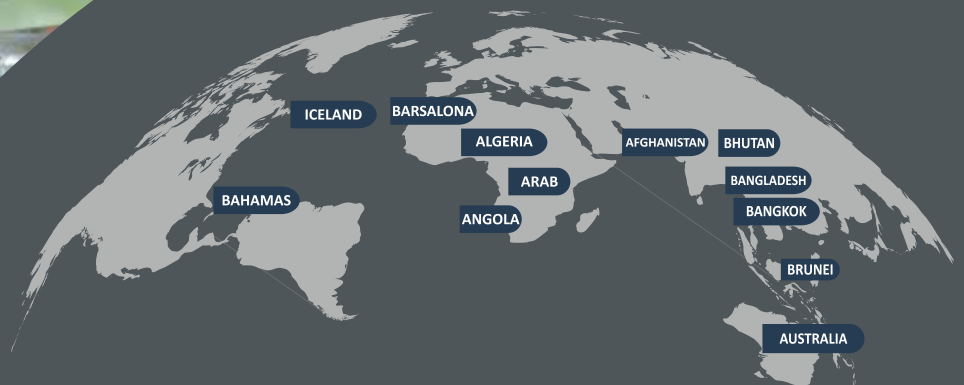 ICELAND
BARSALONA
ALGERIA
AFGHANISTAN
BHUTAN
ARAB
BANGLADESH
BAHAMAS
ANGOLA
BANGKOK
BRUNEI
AUSTRALIA